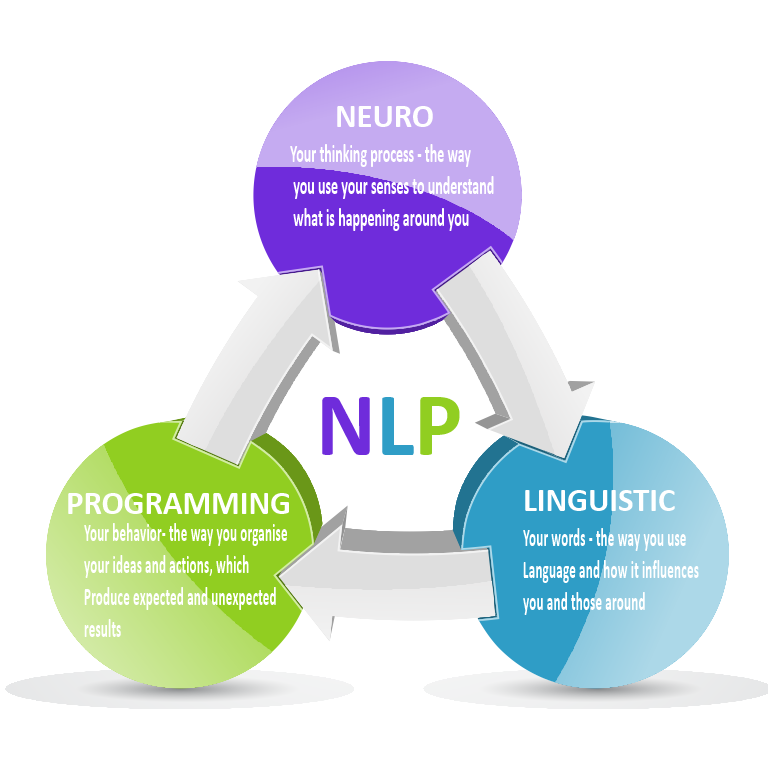 NEURO
Your thinking process - the way
you use your senses to understand
what is happening around you
NLP
PROGRAMMING
Your behavior- the way you organise
your ideas and actions, which
Produce expected and unexpected
results
LINGUISTIC
Your words - the way you use
Language and how it influences
you and those around